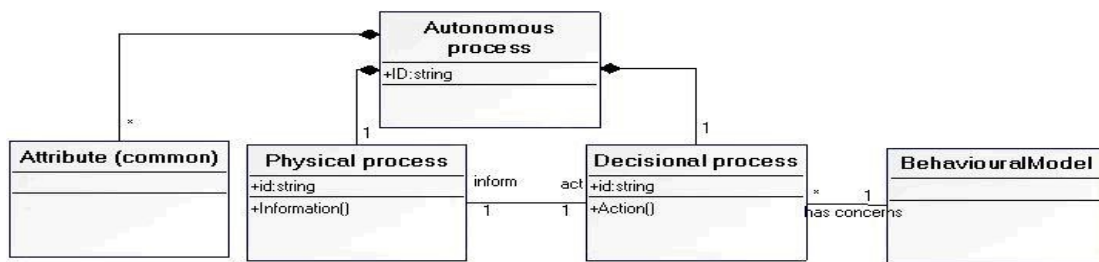 Autonomous
process
+ID:string
*
1
1
Attribute (common)
Physical process
+id:string
+Information()
inform
act
1
1
Decisional process
+id:string
+Action()
*
1
has concerns
BehaviouralModel